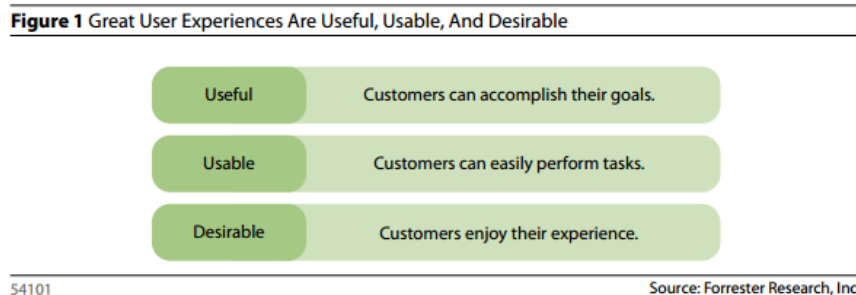 Figure 1 Great User Experiences Are Useful, Usable, And Desirable
Useful Customers can accomplish their goals.
Usable Customers can easily perform tasks.
Desirable Customers enjoy their experience.
54101 Source: Forrester Research, Inc